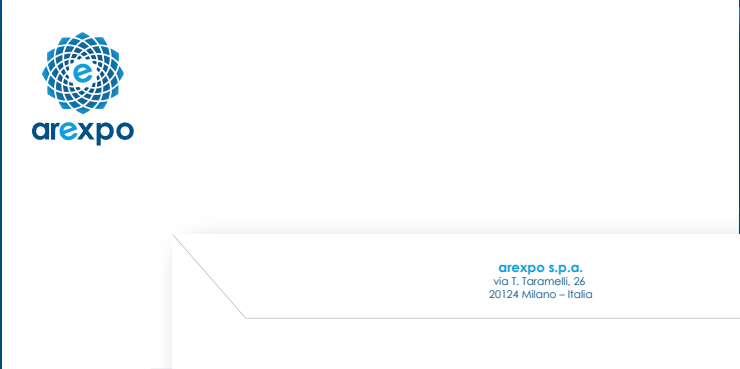 e
arexpo
arexpo s.p.a.
via T. Taramelli, 26
20124 Milano – Italia